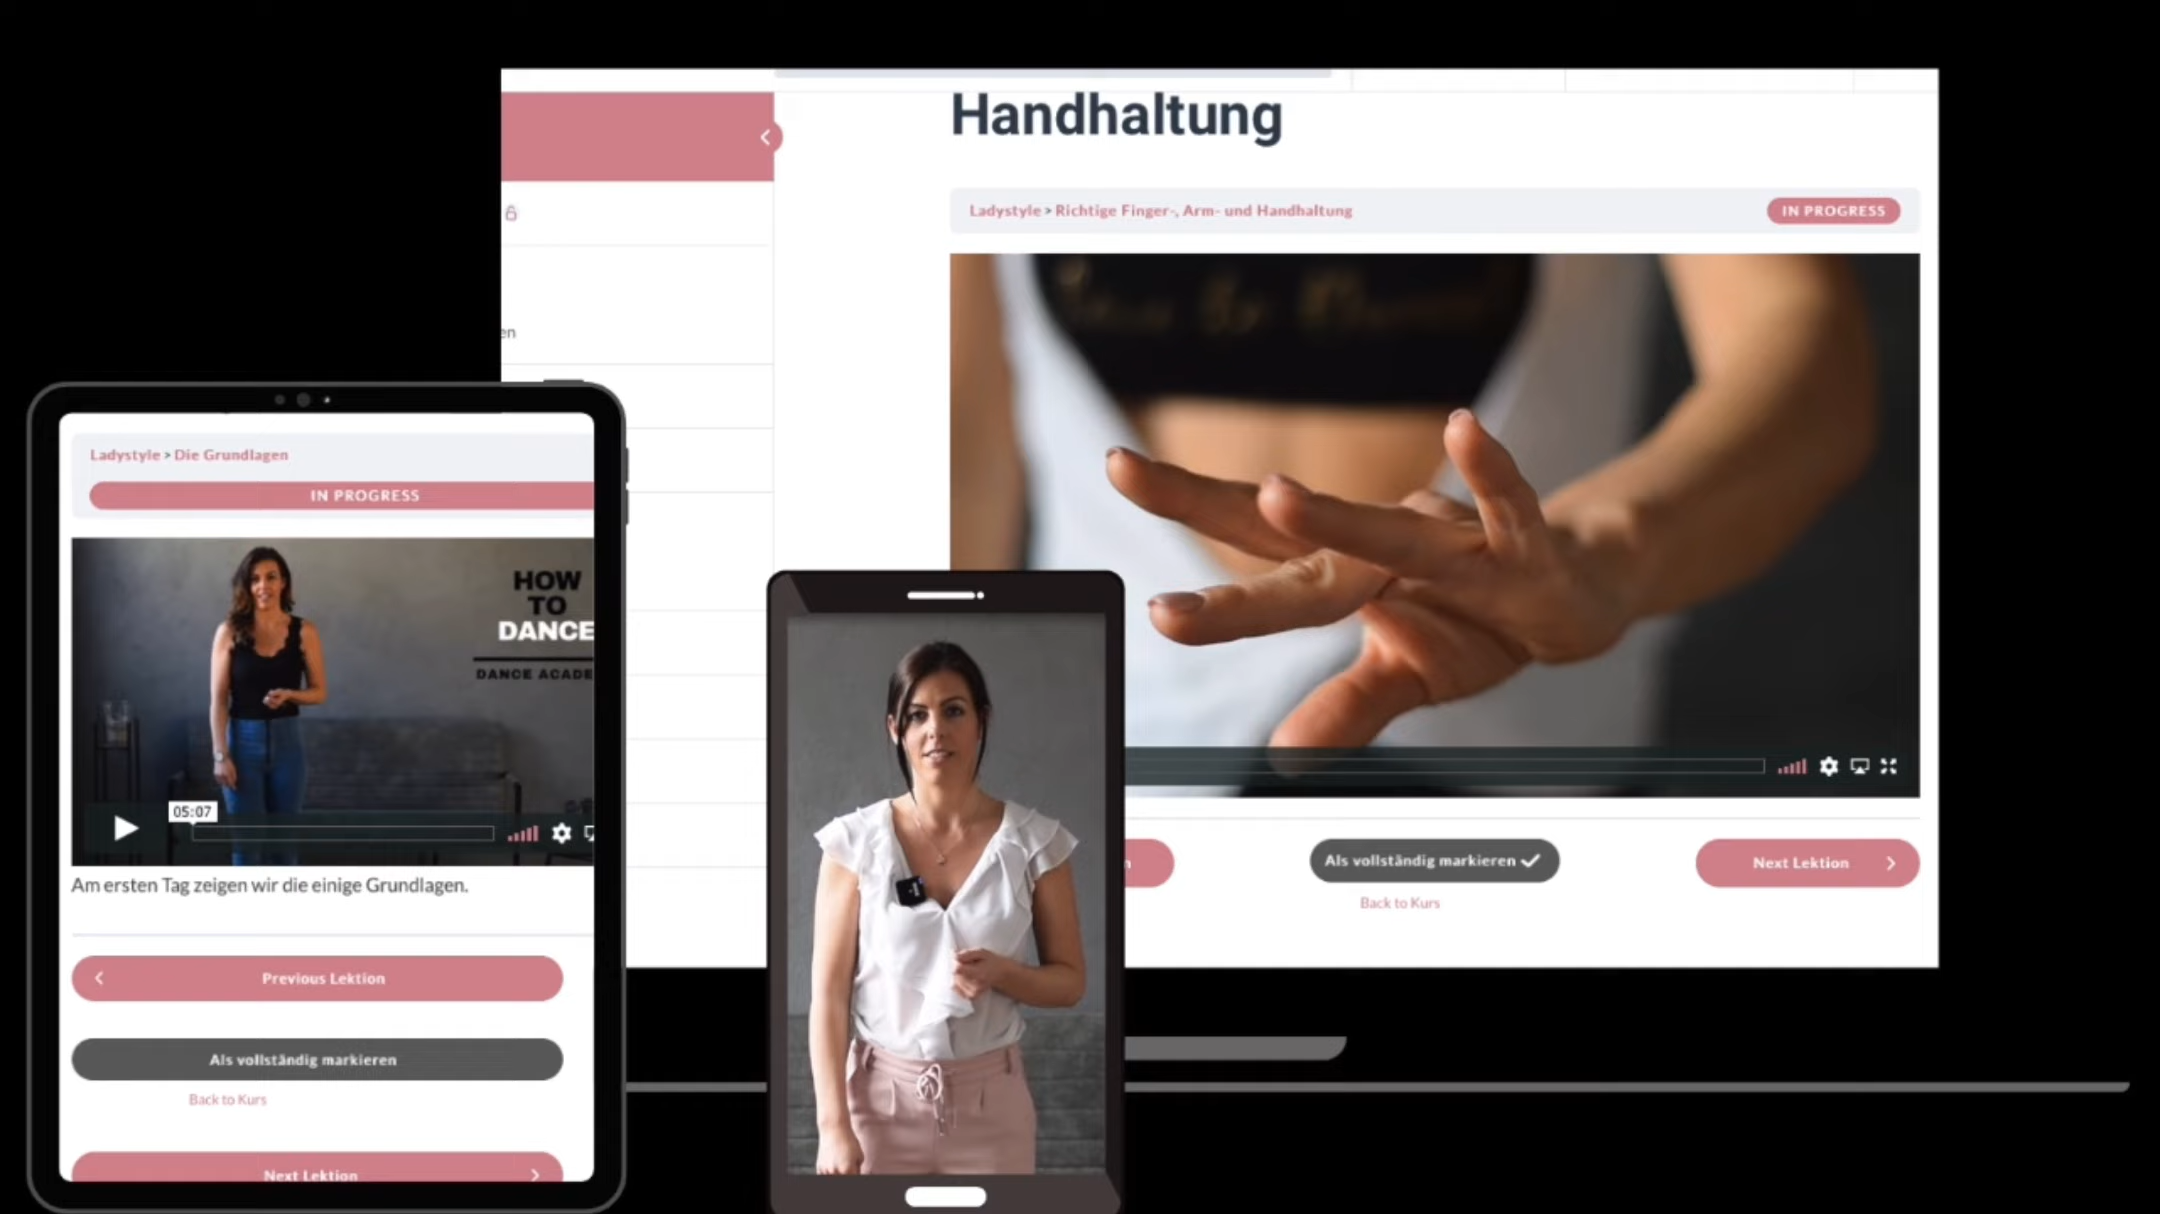 Handhaltung
Ladystyle > Richtige Finger-, Arm- und Handhaltung
IN PROGRESS
en
Als vollständig markieren
Next Lektion
Back to Kurs
Ladystyle > Die Grundlagen
IN PROGRESS
HOW
TO
DANCE
DANCE ACADE
05:07
Am ersten Tag zeigen wir die einige Grundlagen.
Previous Lektion
Als vollständig markieren
Back to Kurs
Next Lektion